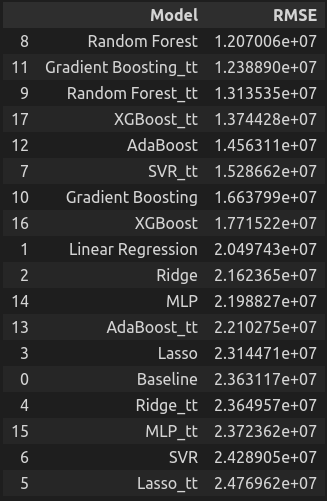 Model RMSE
8 Random Forest 1.207006e+07
11 Gradient Boosting_tt 1.238890e+07
9 Random Forest_tt 1.313535e+07
17 XGBoost_tt 1.374428e+07
12 AdaBoost 1.456311e+07
7 SVR_tt 1.528662e+07
10 Gradient Boosting 1.663799e+07
16 XGBoost 1.771522e+07
1 Linear Regression 2.049743e+07
2 Ridge 2.162365e+07
14 MLP 2.198827e+07
13 AdaBoost_tt 2.210275e+07
3 Lasso 2.314471e+07
0 Baseline 2.363117e+07
4 Ridge_tt 2.364957e+07
15 MLP_tt 2.372362e+07
6 SVR 2.428905e+07
5 Lasso_tt 2.476962e+07